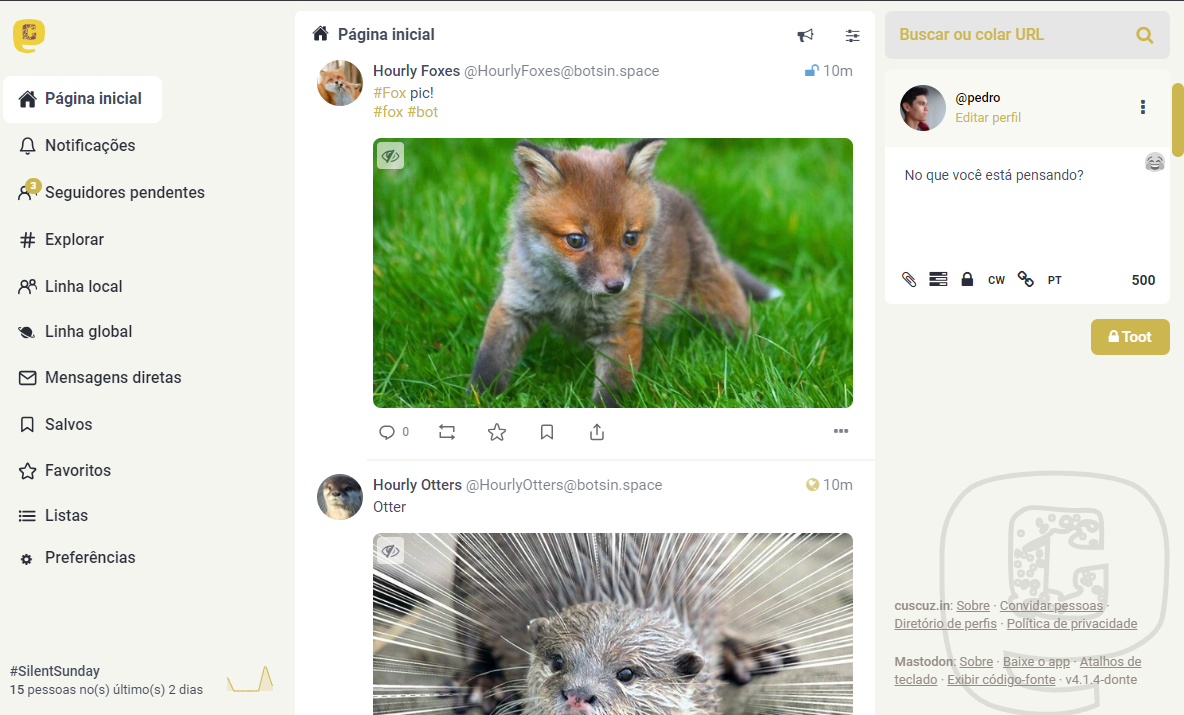 Página inicial
Notificações
3
Seguidores pendentes
Explorar
Linha local
Linha global
Mensagens diretas
Salvos
Favoritos
Listas
Preferências
#SilentSunday
15 pessoas no(s) último(s) 2 dias
Página inicial
Hourly Foxes @HourlyFoxes@botsin.space 10m
#Fox pic!
#fox #bot
0
Hourly Otters @HourlyOtters@botsin.space 10m
Otter
Buscar ou colar URL
@pedro
Editar perfil
No que você está pensando?
CW PT 500
Toot
cuscuz.in: Sobre · Convidar pessoas ·
Diretório de perfis · Política de privacidade
Mastodon: Sobre · Baixe o app · Atalhos de
teclado · Exibir código-fonte · v4.1.4-donte